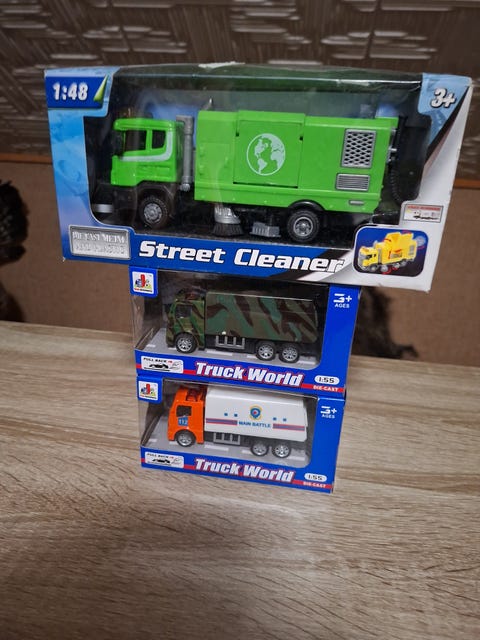 1:48
3+
DIE-CAST METAL
Street Cleaner
3+
AGES
PULL BACK
Truck World
1:55
DIE-CAST
112
MAIN BATTLE
3+
AGES
PULL BACK
Truck World
1:55
DIE-CAST